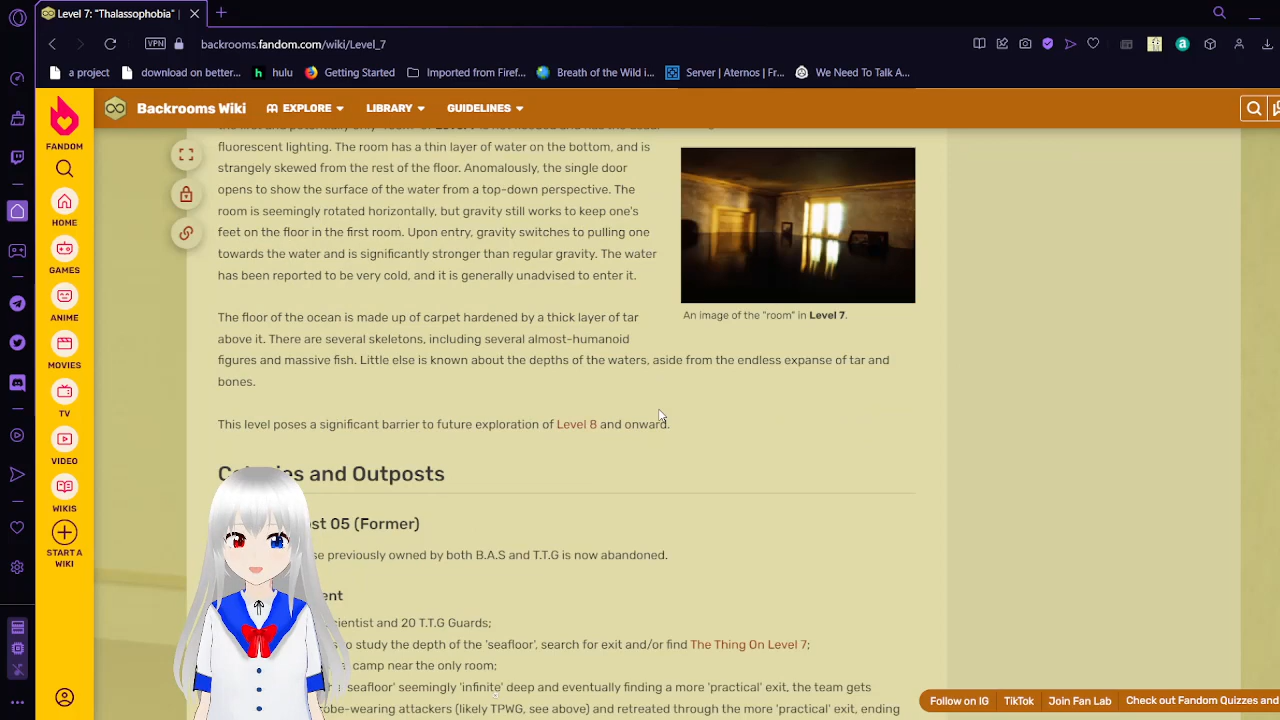 Level 7: "Thalassophobia"
VPN
backrooms.fandom.com/wiki/Level_7
a project
download on better...
hulu
Getting Started
Imported from Firef...
Breath of the Wild i...
Server | Aternos | Fr...
We Need To Talk A...
FANDOM
HOME
GAMES
ANIME
MOVIES
TV
VIDEO
WIKIS
START A
WIKI
Backrooms Wiki
EXPLORE
LIBRARY
GUIDELINES
fluorescent lighting. The room has a thin layer of water on the bottom, and is
strangely skewed from the rest of the floor. Anomalously, the single door
opens to show the surface of the water from a top-down perspective. The
room is seemingly rotated horizontally, but gravity still works to keep one's
feet on the floor in the first room. Upon entry, gravity switches to pulling one
towards the water and is significantly stronger than regular gravity. The water
has been reported to be very cold, and it is generally unadvised to enter it.
An image of the "room" in Level 7.
The floor of the ocean is made up of carpet hardened by a thick layer of tar
above it. There are several skeletons, including several almost-humanoid
figures and massive fish. Little else is known about the depths of the waters, aside from the endless expanse of tar and
bones.
This level poses a significant barrier to future exploration of Level 8 and onward.
and Outposts
05 (Former)
previously owned by both B.A.S and T.T.G is now abandoned.
and 20 T.T.G Guards;
to study the depth of the 'seafloor', search for exit and/or find The Thing On Level 7;
camp near the only room;
'seafloor' seemingly 'infinite' deep and eventually finding a more 'practical' exit, the team gets
attackers (likely TPWG, see above) and retreated through the more 'practical' exit, ending
Follow on IG
TikTok
Join Fan Lab
Check out Fandom Quizzes and